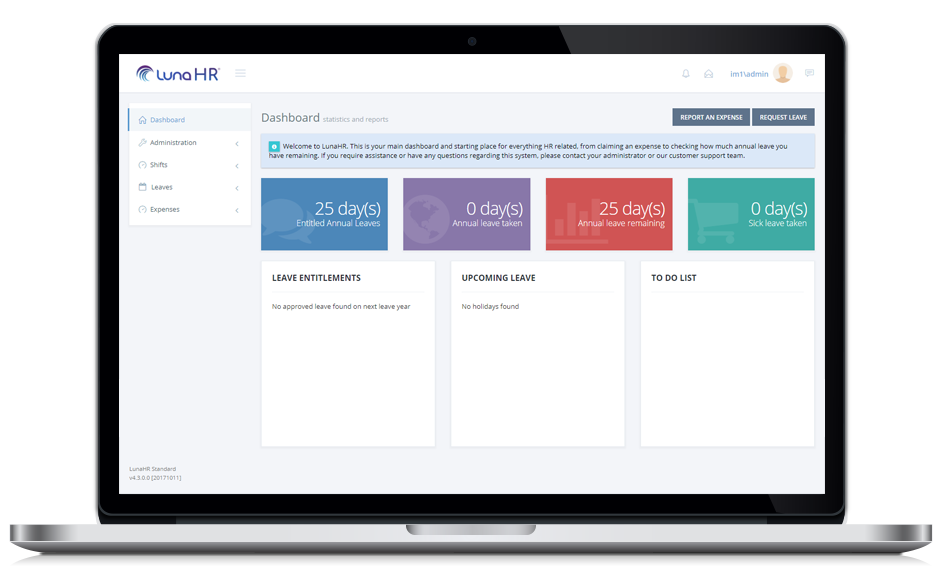 Luna HR
im1\admin
Dashboard
Administration
Shifts
Leaves
Expenses
Dashboard statistics and reports
REPORT AN EXPENSE
REQUEST LEAVE
Welcome to LunaHR. This is your main dashboard and starting place for everything HR related, from claiming an expense to checking how much annual leave you
have remaining. If you require assistance or have any questions regarding this system, please contact your administrator or our customer support team.
25 day(s)
Entitled Annual Leaves
0 day(s)
Annual leave taken
25 day(s)
Annual leave remaining
0 day(s)
Sick leave taken
LEAVE ENTITLEMENTS
No approved leave found on next leave year
UPCOMING LEAVE
No holidays found
TO DO LIST
LunaHR Standard
v4.3.0.0 [20171011]